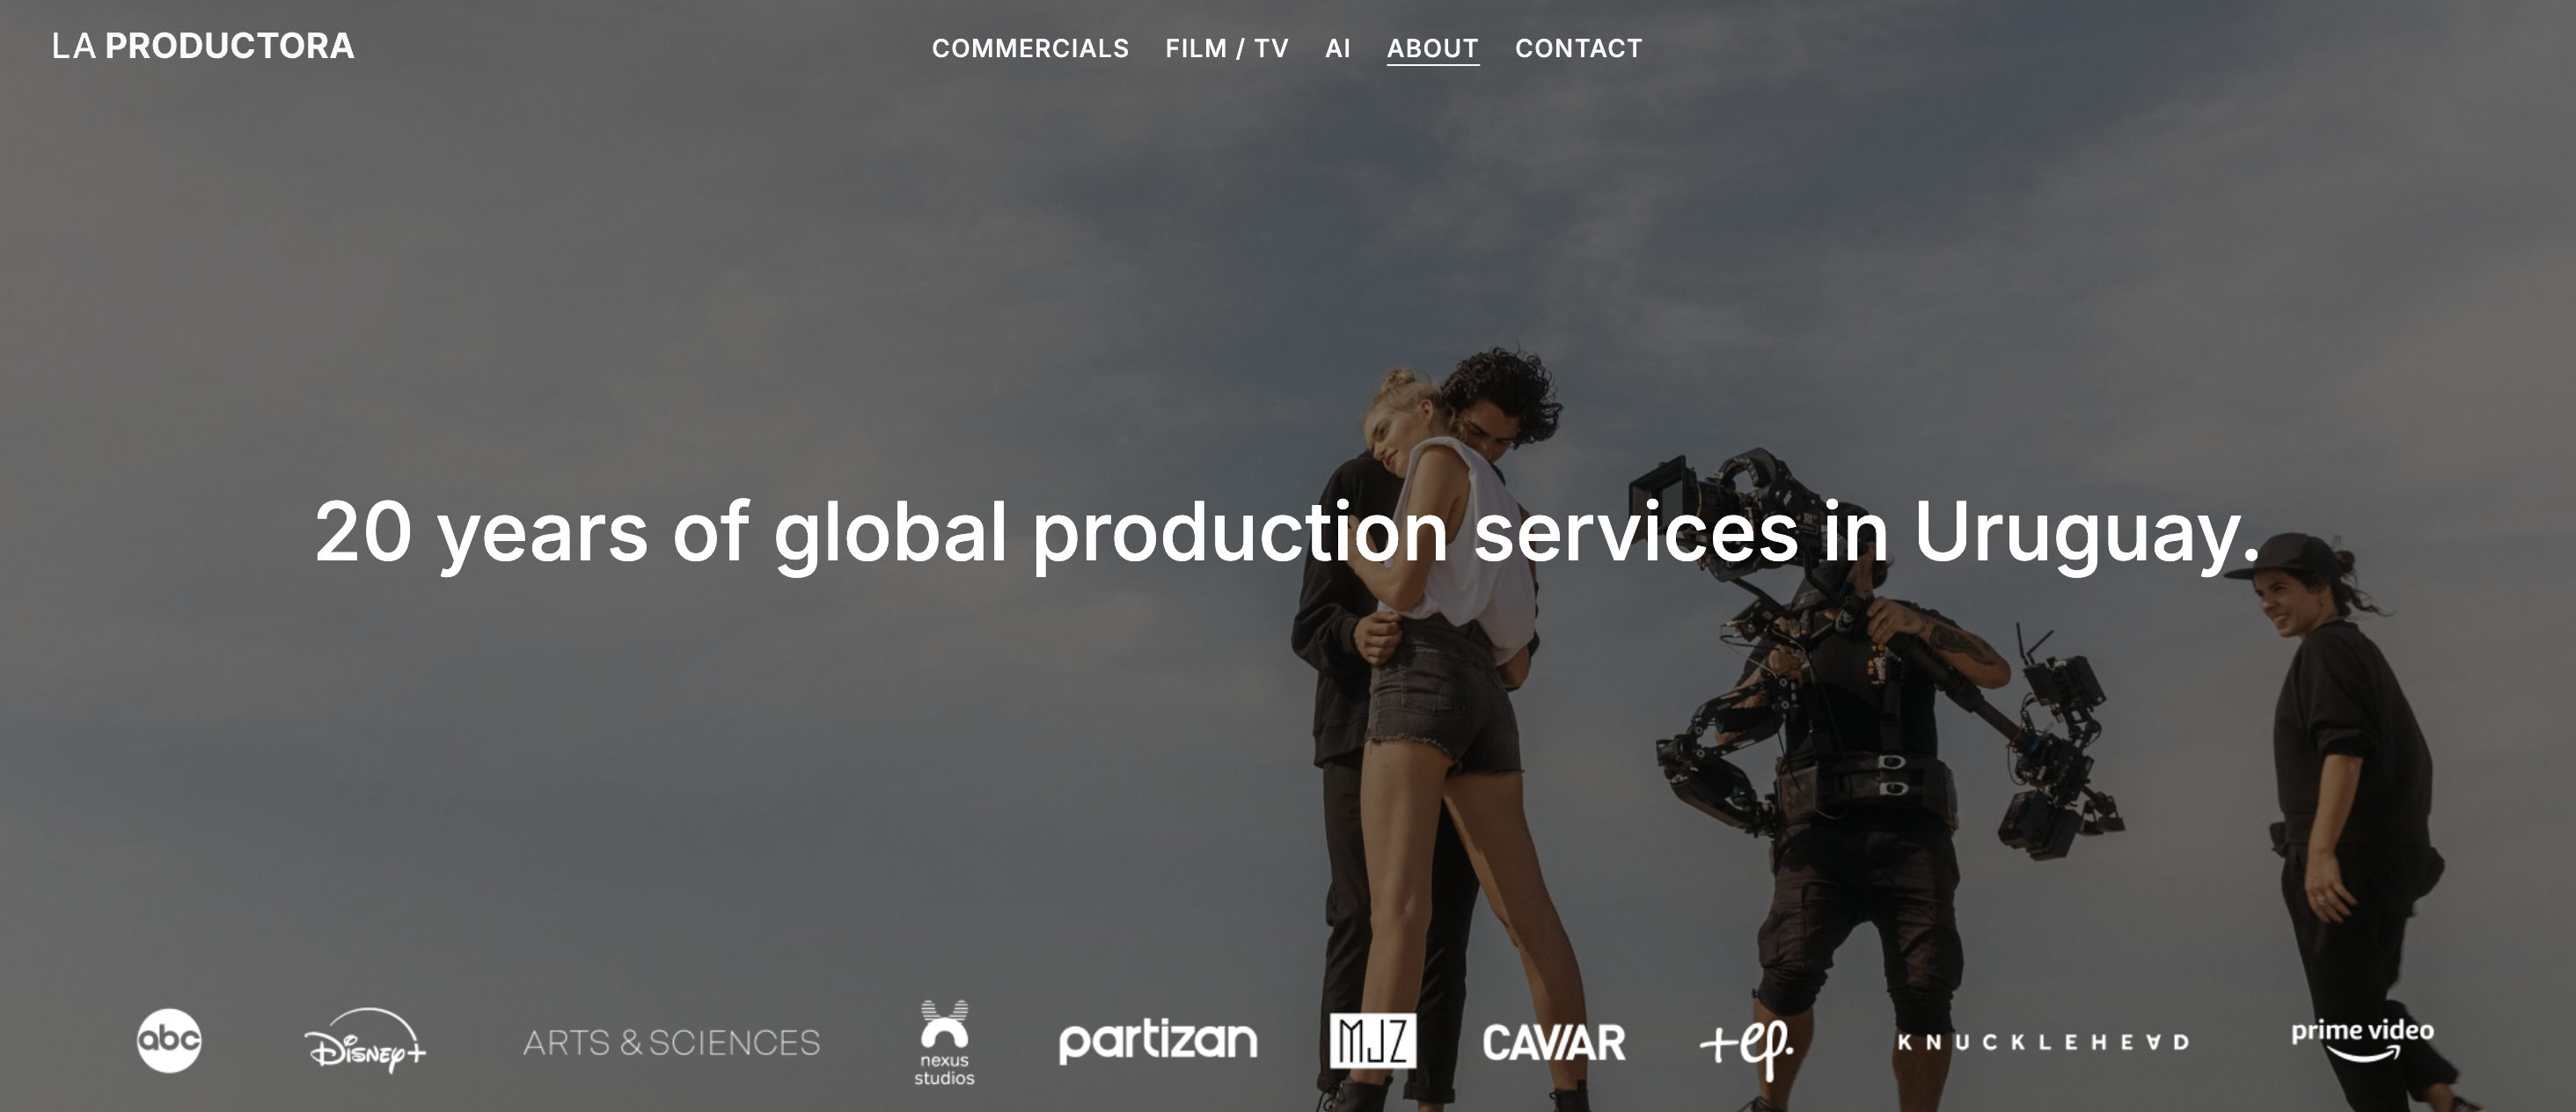 LA PRODUCTORA
COMMERCIALS FILM / TV AI ABOUT CONTACT
20 years of global production services in Uruguay.
abc Disney+ ARTS & SCIENCES nexus studios partizan MJZ CAVIAR +ep. KNUCKLEHEAD prime video